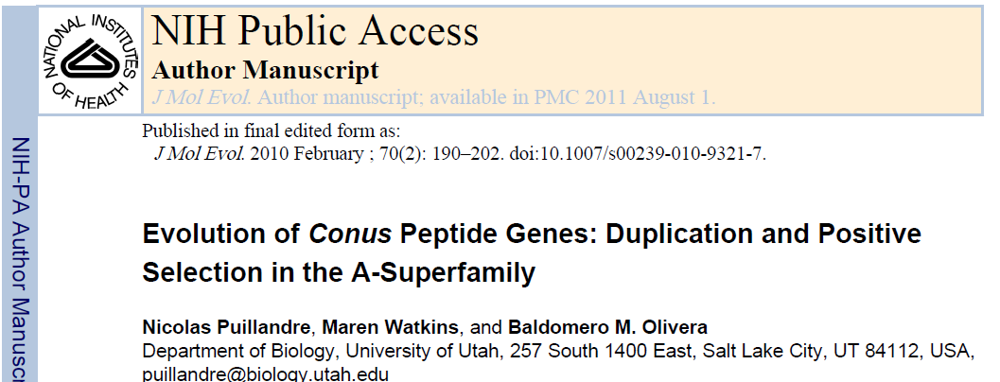 NATIONAL INSTITUTES
OF HEALTH
NIH Public Access
Author Manuscript
J Mol Evol. Author manuscript; available in PMC 2011 August 1.
Published in final edited form as:
J Mol Evol. 2010 February ; 70(2): 190–202. doi:10.1007/s00239-010-9321-7.
NIH-PA Author Manuscr
Evolution of Conus Peptide Genes: Duplication and Positive
Selection in the A-Superfamily
Nicolas Puillandre, Maren Watkins, and Baldomero M. Olivera
Department of Biology, University of Utah, 257 South 1400 East, Salt Lake City, UT 84112, USA,
puillandre@biology.utah.edu